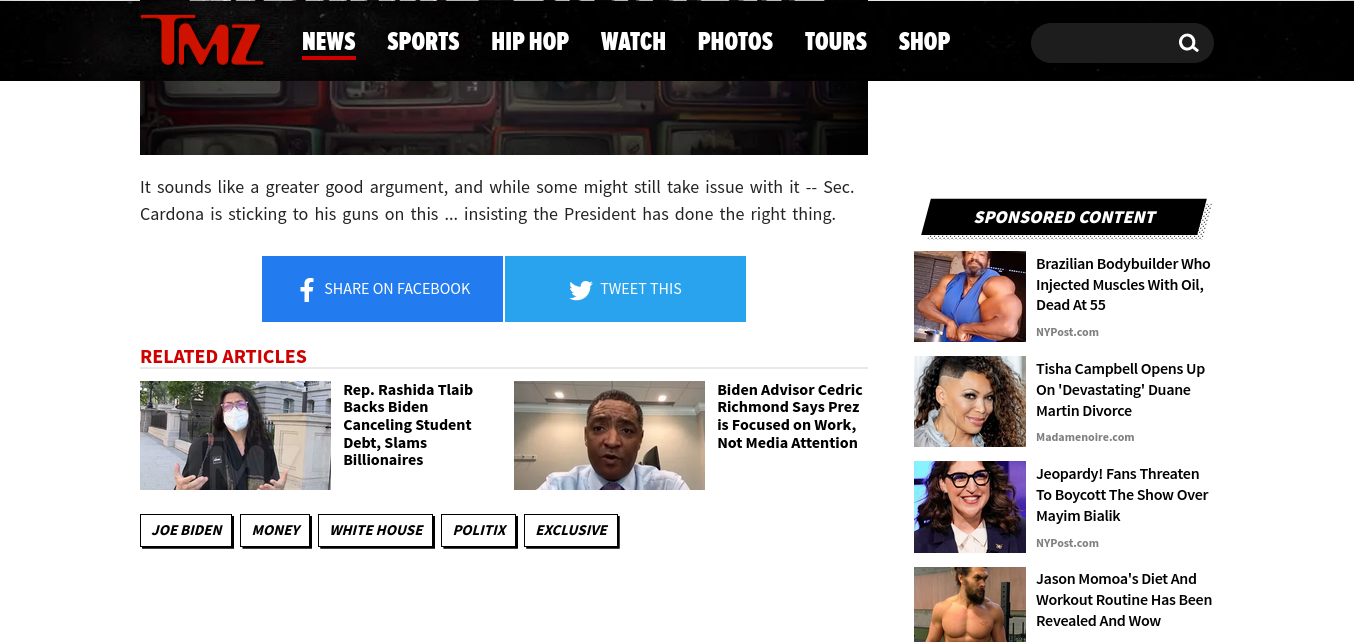 TMZ
NEWS SPORTS HIP HOP WATCH PHOTOS TOURS SHOP
It sounds like a greater good argument, and while some might still take issue with it -- Sec.
Cardona is sticking to his guns on this ... insisting the President has done the right thing.
SHARE ON FACEBOOK
TWEET THIS
RELATED ARTICLES
Rep. Rashida Tlaib
Backs Biden
Canceling Student
Debt, Slams
Billionaires
Biden Advisor Cedric
Richmond Says Prez
is Focused on Work,
Not Media Attention
JOE BIDEN
MONEY
WHITE HOUSE
POLITIX
EXCLUSIVE
SPONSORED CONTENT
Brazilian Bodybuilder Who
Injected Muscles With Oil,
Dead At 55
NYPost.com
Tisha Campbell Opens Up
On 'Devastating' Duane
Martin Divorce
Madamenoire.com
Jeopardy! Fans Threaten
To Boycott The Show Over
Mayim Bialik
NYPost.com
Jason Momoa's Diet And
Workout Routine Has Been
Revealed And Wow